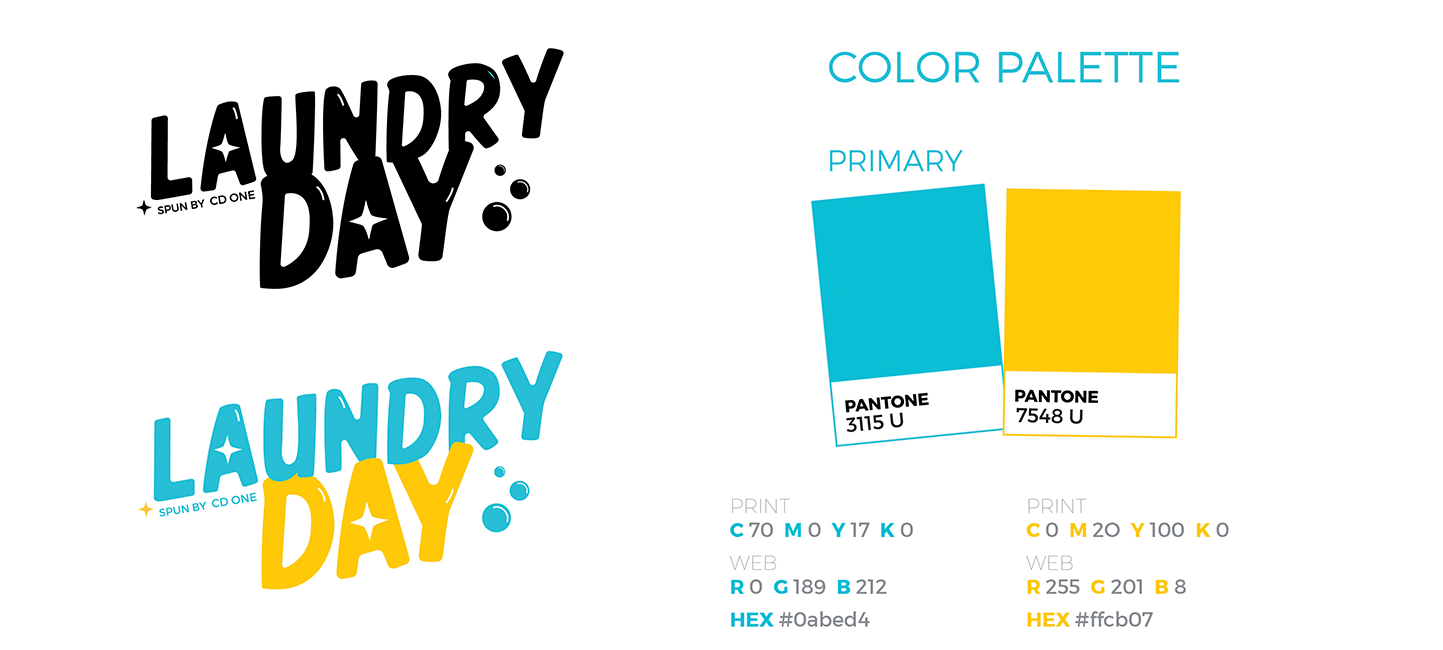 LAUNDRY
DAY
SPUN BY CD ONE
LAUNDRY
DAY
SPUN BY CD ONE
COLOR PALETTE
PRIMARY
PANTONE
3115 U
PANTONE
7548 U
PRINT
C 70 M 0 Y 17 K 0
WEB
R 0 G 189 B 212
HEX #0abed4
PRINT
C 0 M 20 Y 100 K 0
WEB
R 255 G 201 B 8
HEX #ffcb07